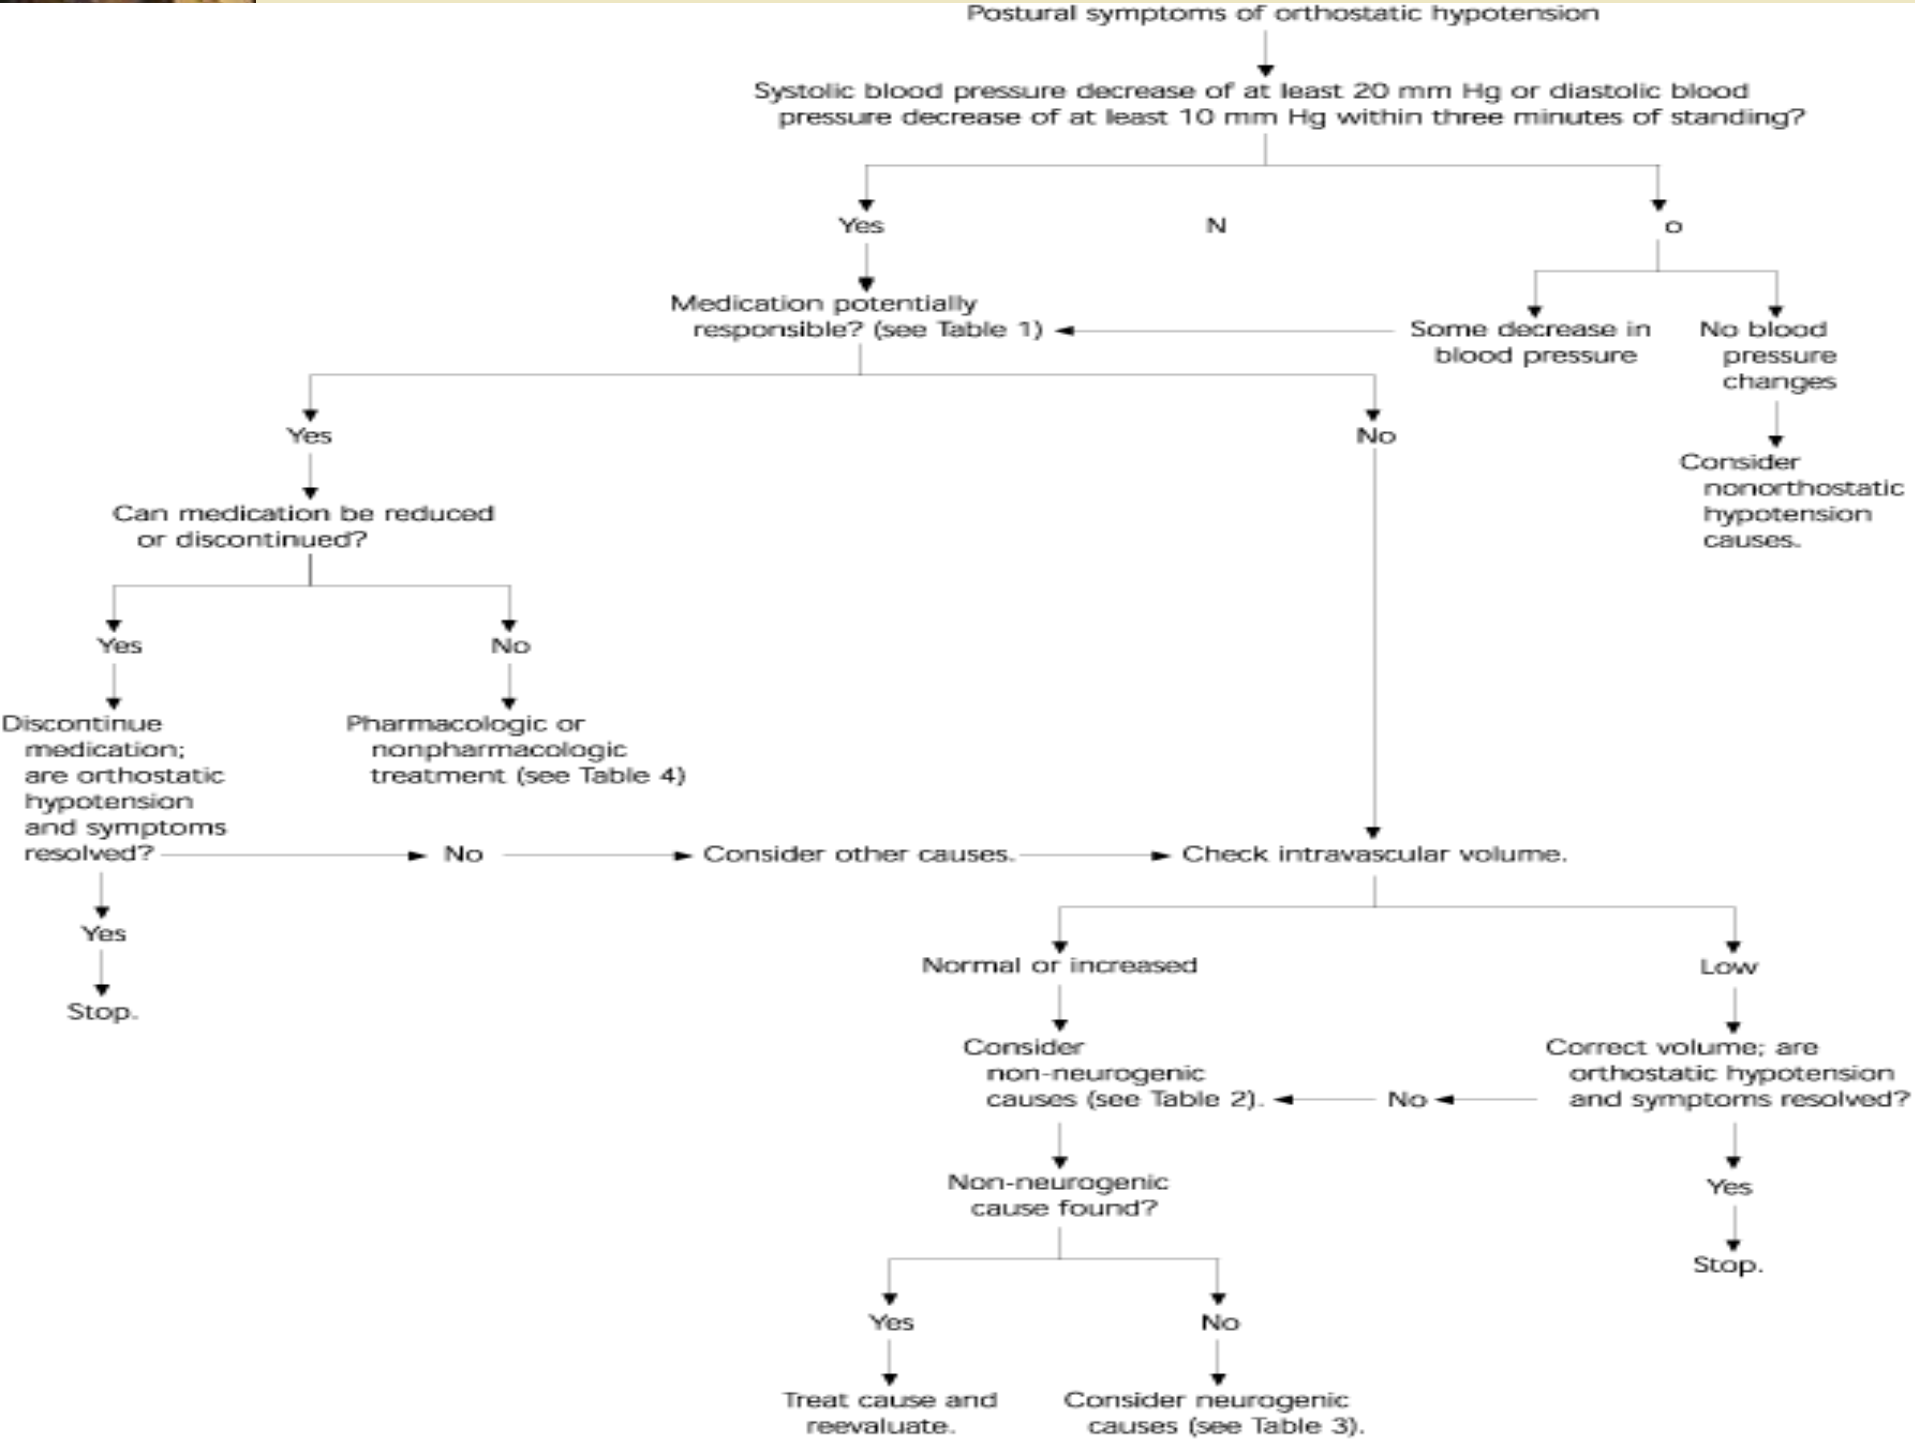 Postural symptoms of orthostatic hypotension
Systolic blood pressure decrease of at least 20 mm Hg or diastolic blood
pressure decrease of at least 10 mm Hg within three minutes of standing?
Yes
N
o
Medication potentially
responsible? (see Table 1)
Some decrease in
blood pressure
No blood
pressure
changes
Yes
No
Consider
nonorthostatic
hypotension
causes.
Can medication be reduced
or discontinued?
Yes
No
Discontinue
medication;
are orthostatic
hypotension
and symptoms
resolved?
Pharmacologic or
nonpharmacologic
treatment (see Table 4)
No
Consider other causes.
Check intravascular volume.
Yes
Stop.
Normal or increased
Low
Consider
non-neurogenic
causes (see Table 2).
No
Correct volume; are
orthostatic hypotension
and symptoms resolved?
Non-neurogenic
cause found?
Yes
Stop.
Yes
No
Treat cause and
reevaluate.
Consider neurogenic
causes (see Table 3).